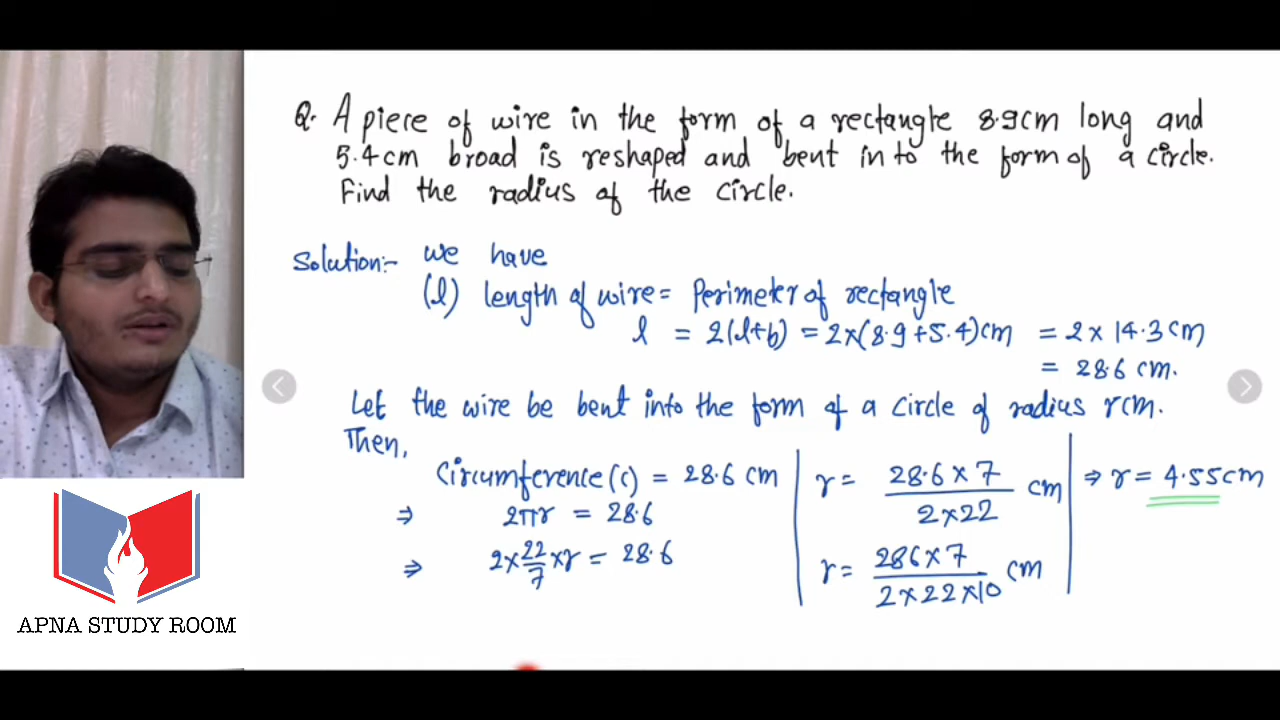 Q. A piece of wire in the form of a rectangle 8.9cm long and
5.4cm broad is reshaped and bent in to the form of a circle.
Find the radius of the circle.
Solution:- we have
(l) length of wire = Perimeter of rectangle
l = 2(l+b) = 2×(8.9+5.4)cm = 2 × 14.3 cm
= 28.6 cm.
Let the wire be bent into the form of a circle of radius r cm.
Then,
Circumference (c) = 28.6 cm
⇒ 2πr = 28.6
⇒ 2×22/7×r = 28.6
r = 28.6 × 7 / 2×22 cm
r = 286 × 7 / 2×22×10 cm
⇒ r = 4.55cm
APNA STUDY ROOM